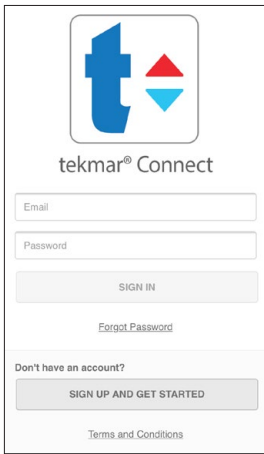 t
tekmar® Connect
Email
Password
SIGN IN
Forgot Password
Don't have an account?
SIGN UP AND GET STARTED
Terms and Conditions